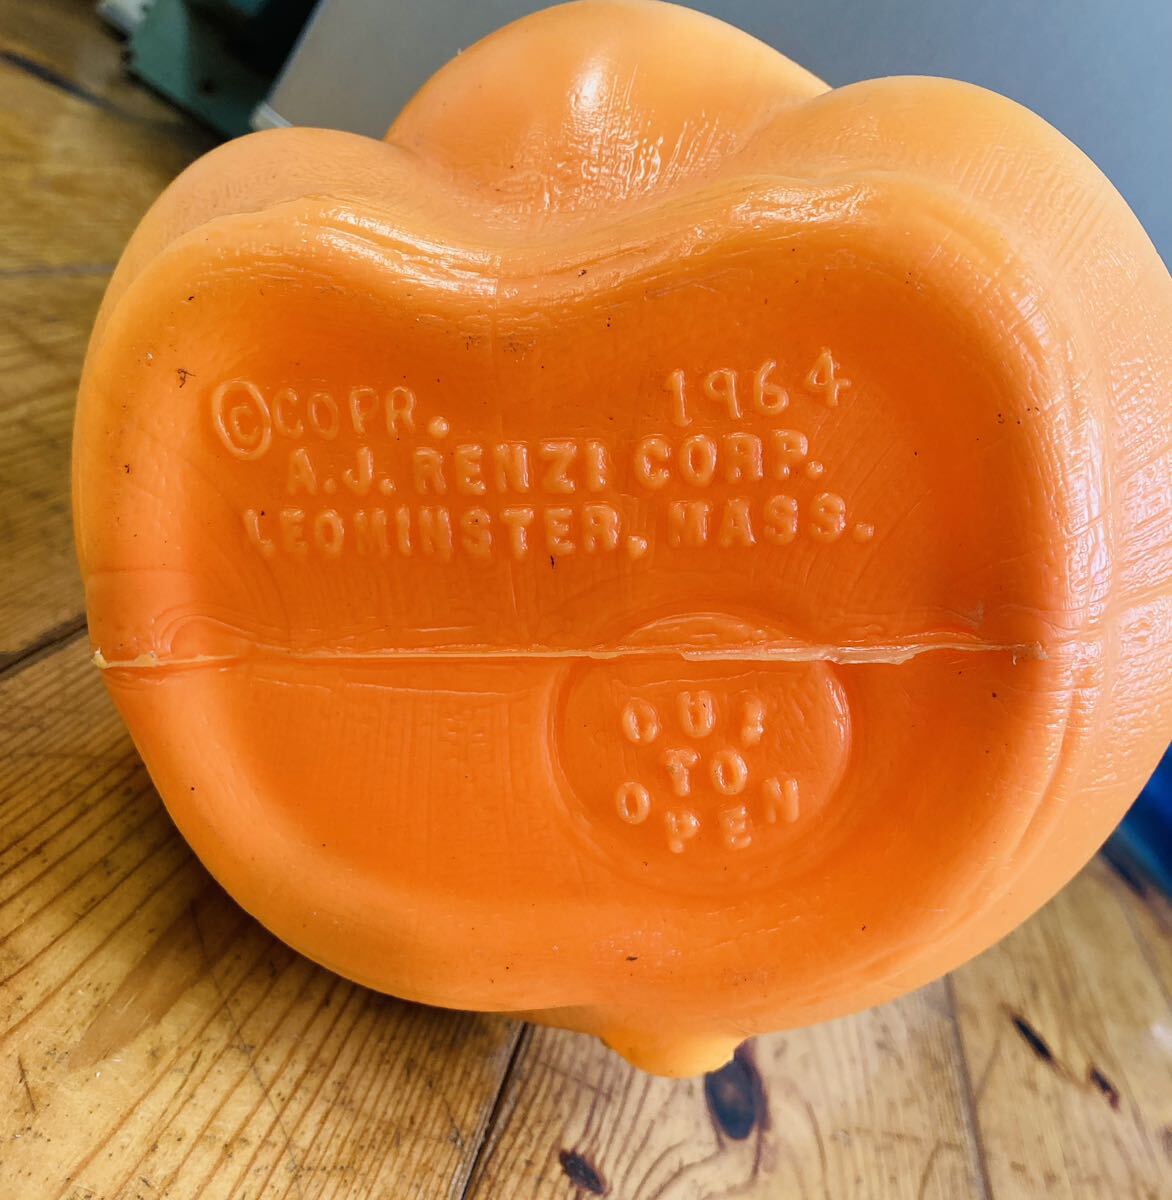 ©COPR. 1964
A.J. RENZI CORP.
LEOMINSTER, MASS.
CUT
TO
OPEN